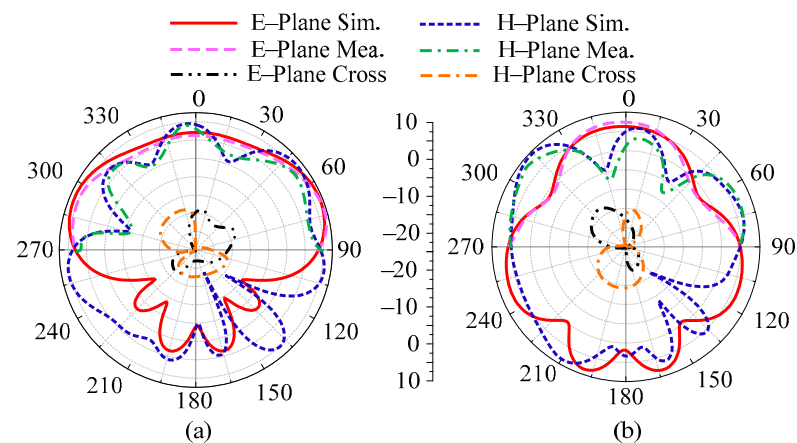 E–Plane Sim. H–Plane Sim.
E–Plane Mea. H–Plane Mea.
E–Plane Cross H–Plane Cross
0 0
330 30 330 30
300 60 300 60
270 90 270 90
240 120 240 120
210 150 210 150
180 180
10
0
–10
–20
–20
–10
0
10
(a) (b)